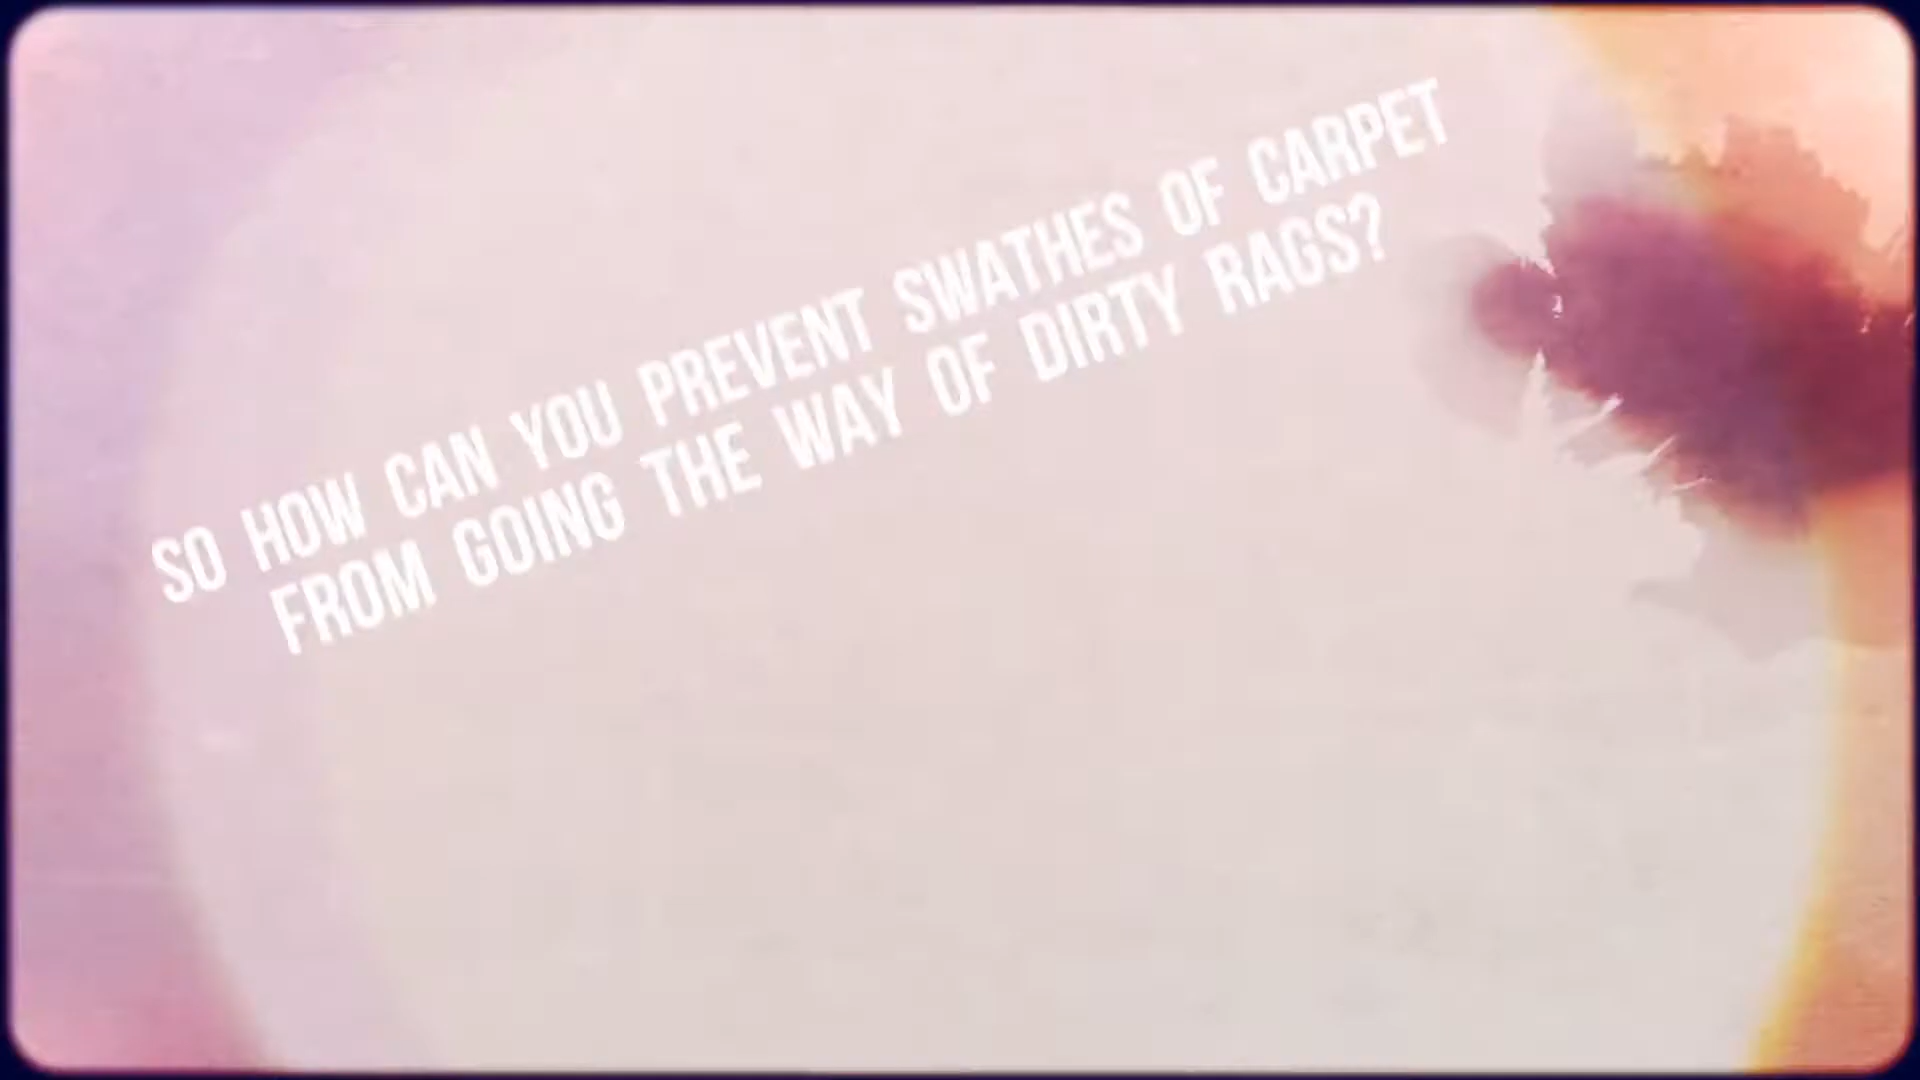 SO HOW CAN YOU PREVENT SWATHES OF CARPET
FROM GOING THE WAY OF DIRTY RAGS?